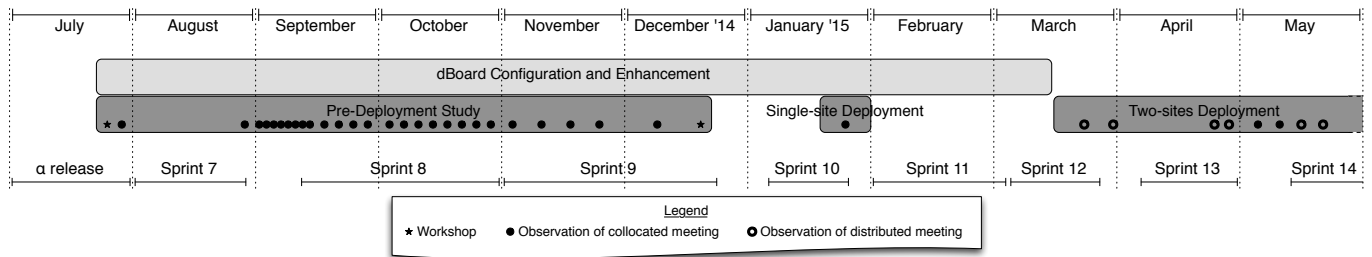 July August September October November December '14 January '15 February March April May
dBoard Configuration and Enhancement
Pre-Deployment Study Single-site Deployment Two-sites Deployment
α release Sprint 7 Sprint 8 Sprint 9 Sprint 10 Sprint 11 Sprint 12 Sprint 13 Sprint 14
Legend
Workshop Observation of collocated meeting Observation of distributed meeting